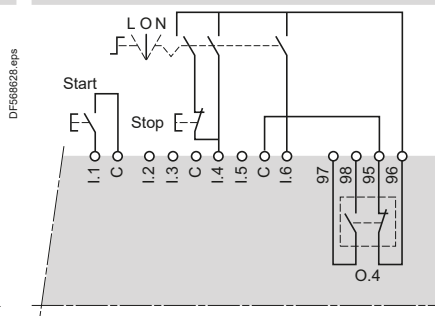 DF568628.eps
L O N
Start
Stop
I.1 C I.2 I.3 C I.4 I.5 C I.6 97 98 95 96
O.4